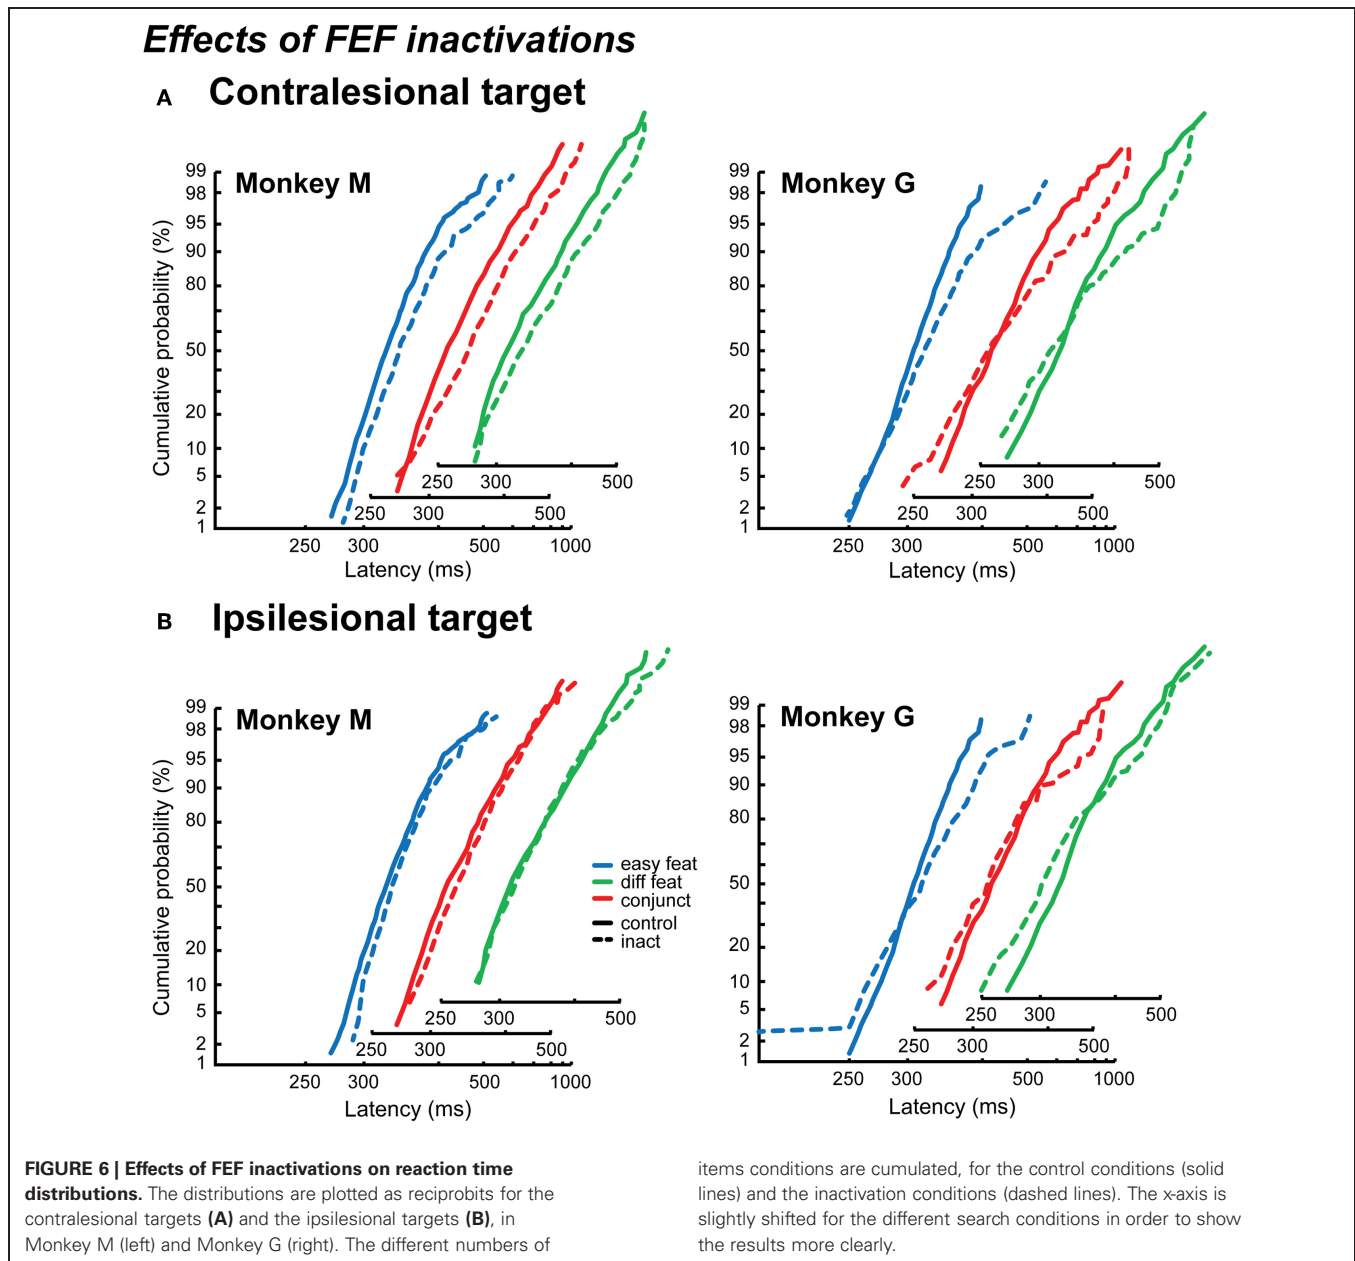 Effects of FEF inactivations
A Contralesional target
Monkey M
Cumulative probability (%)
99
98
95
90
80
50
20
10
5
2
1
250 300 500
250 300 500
250 300 500 1000
Latency (ms)
Monkey G
99
98
95
90
80
50
20
10
5
2
1
250 300 500
250 300 500
250 300 500 1000
Latency (ms)
B Ipsilesional target
Monkey M
Cumulative probability (%)
99
98
95
90
80
50
20
10
5
2
1
easy feat
diff feat
conjunct
control
inact
250 300 500
250 300 500
250 300 500 1000
Latency (ms)
Monkey G
99
98
95
90
80
50
20
10
5
2
1
250 300 500
250 300 500
250 300 500 1000
Latency (ms)
FIGURE 6 | Effects of FEF inactivations on reaction time
distributions. The distributions are plotted as reciprobits for the
contralesional targets (A) and the ipsilesional targets (B), in
Monkey M (left) and Monkey G (right). The different numbers of
items conditions are cumulated, for the control conditions (solid
lines) and the inactivation conditions (dashed lines). The x-axis is
slightly shifted for the different search conditions in order to show
the results more clearly.